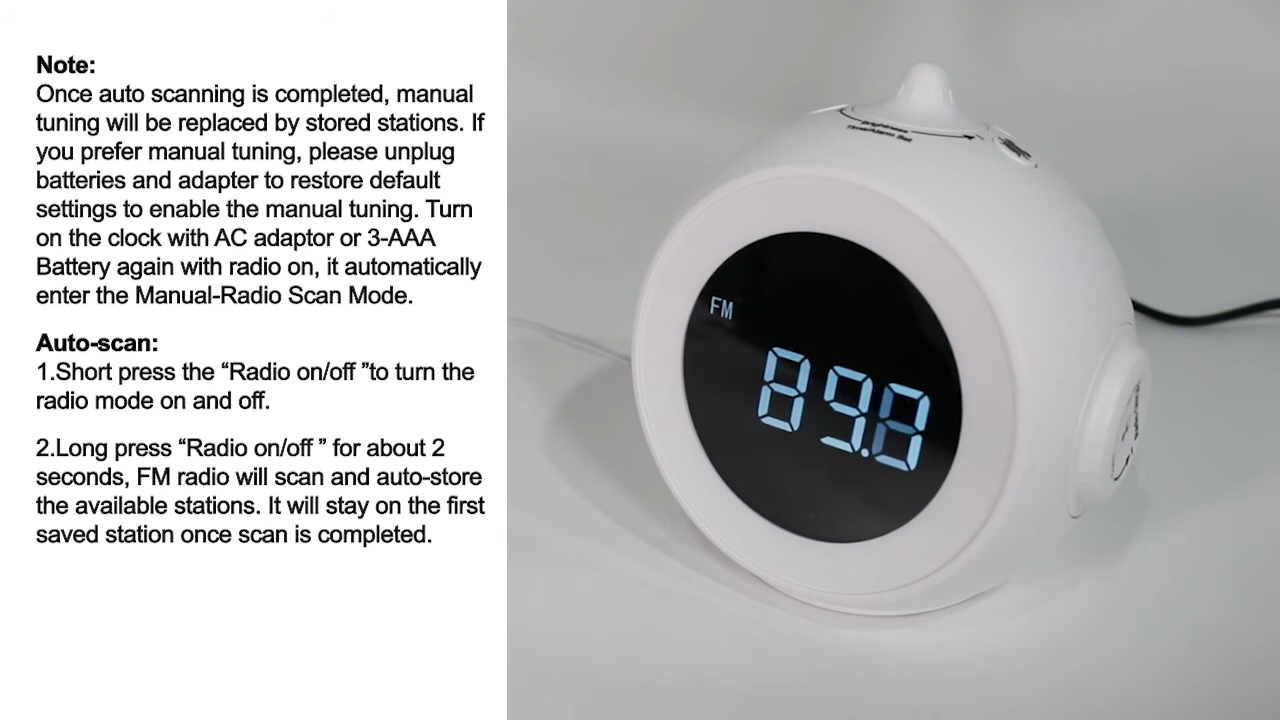 Note:
Once auto scanning is completed, manual
tuning will be replaced by stored stations. If
you prefer manual tuning, please unplug
batteries and adapter to restore default
settings to enable the manual tuning. Turn
on the clock with AC adaptor or 3-AAA
Battery again with radio on, it automatically
enter the Manual-Radio Scan Mode.
Auto-scan:
1.Short press the “Radio on/off ”to turn the
radio mode on and off.
2.Long press “Radio on/off ” for about 2
seconds, FM radio will scan and auto-store
the available stations. It will stay on the first
saved station once scan is completed.
Brightness
Time/Alarm Set
FM